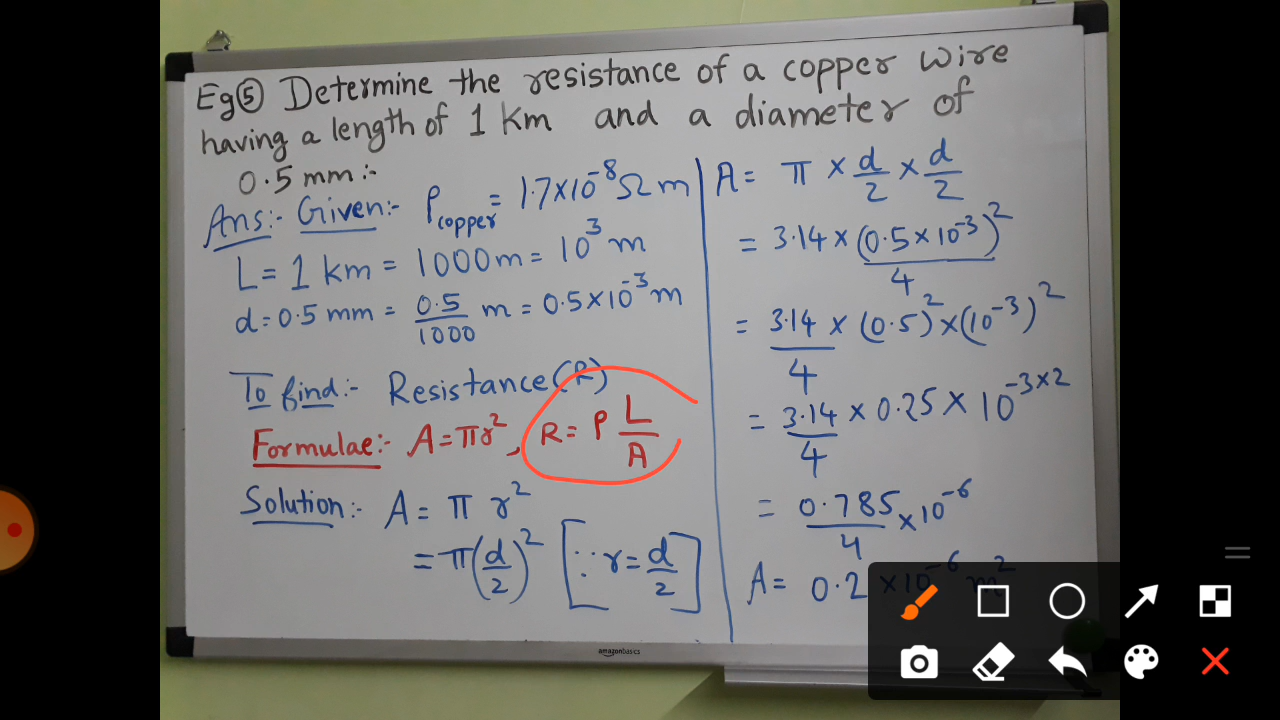 Eg⑤ Determine the resistance of a copper wire
having a length of 1 km and a diameter of
0.5 mm:-
Ans:- Given:- ρcopper = 1.7×10⁻⁸ Ω m
L = 1 km = 1000m = 10³ m
d = 0.5 mm = 0.5/1000 m = 0.5×10⁻³ m
To find:- Resistance (R)
Formulae:- A = πr², R = ρ L/A
Solution:- A = π r²
= π(d/2)² [∵ r = d/2]
A = π × d/2 × d/2
= 3.14 × (0.5×10⁻³)²/4
= 3.14/4 × (0.5)² × (10⁻³)²
= 3.14/4 × 0.25 × 10⁻³ˣ²
= 0.785/4 × 10⁻⁶
A = 0.2 ×10⁻⁶ m²
amazonbasics